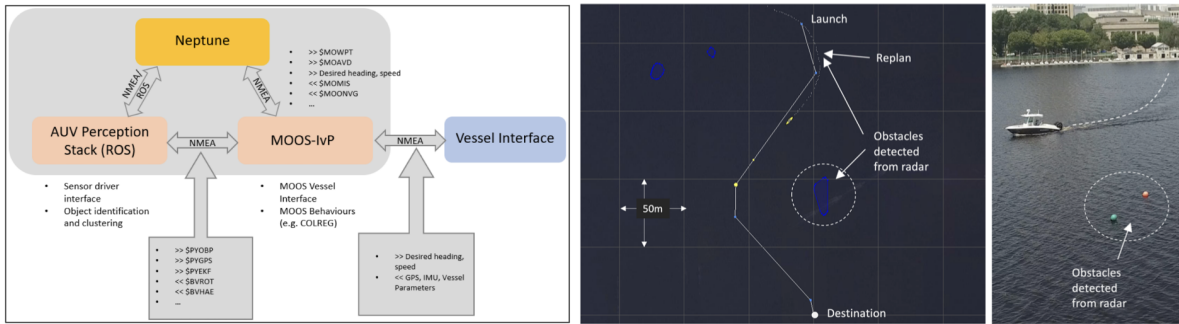 Neptune
>> $MOWPT
>> $MOAVD
>> Desired heading, speed
<< $MOMIS
<< $MOONVG
...
NMEA/
ROS
NMEA
AUV Perception
Stack (ROS)
NMEA
MOOS-IvP
NMEA
Vessel Interface
Sensor driver
interface
Object identification
and clustering
MOOS Vessel
Interface
MOOS Behaviours
(e.g. COLREG)
>> $PYOBP
>> $PYGPS
>> $PYEKF
<< $BVROT
<< $BVHAE
...
>> Desired heading,
speed
<< GPS, IMU, Vessel
Parameters
Launch
Replan
Obstacles
detected
from radar
50m
Destination
Obstacles
detected
from radar